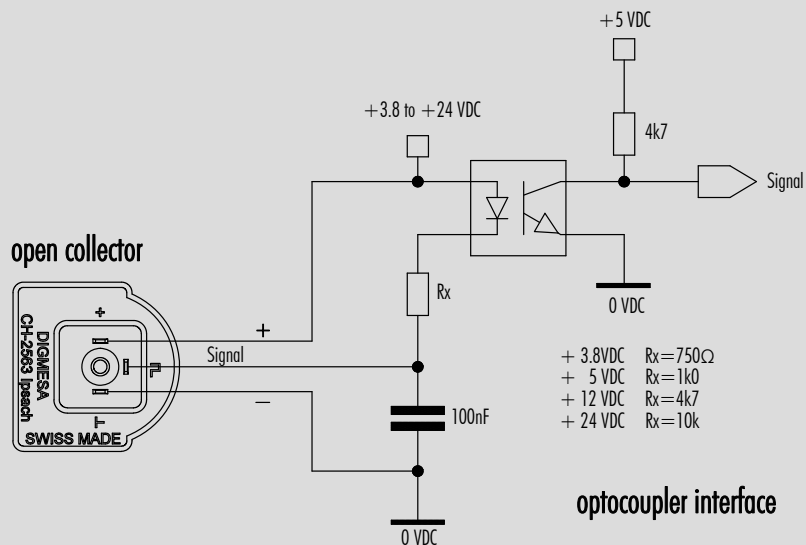 +5 VDC
+3.8 to +24 VDC
4k7
Signal
open collector
0 VDC
Rx
+
DIGMESA
CH-2563 Ipsach
SWISS MADE
+
Signal
−
100nF
+ 3.8VDC Rx=750Ω
+ 5 VDC Rx=1k0
+ 12 VDC Rx=4k7
+ 24 VDC Rx=10k
optocoupler interface
0 VDC